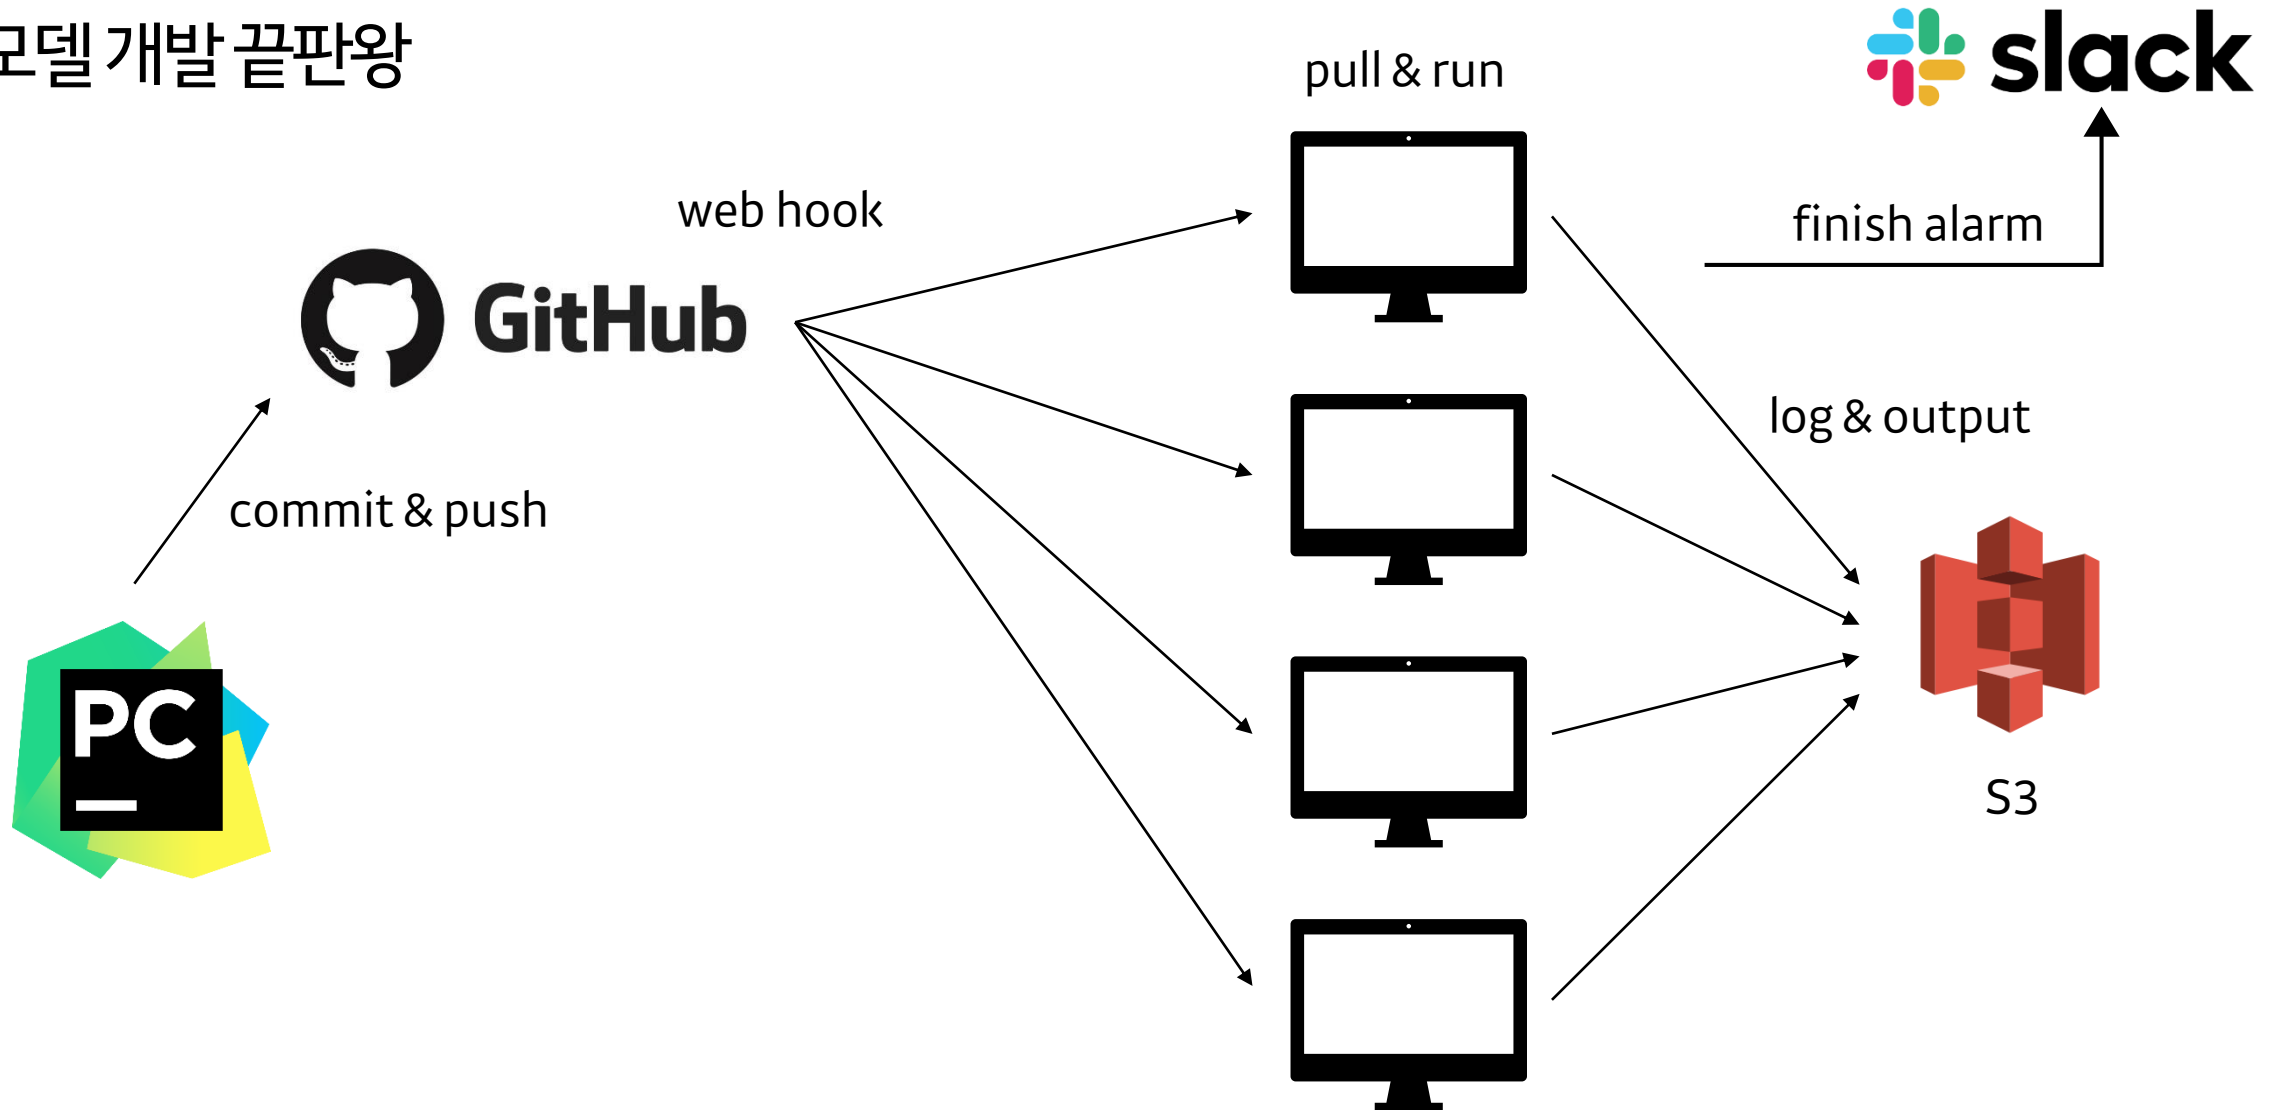 모델 개발 끝판왕
pull & run
slack
web hook
finish alarm
GitHub
log & output
commit & push
PC
S3